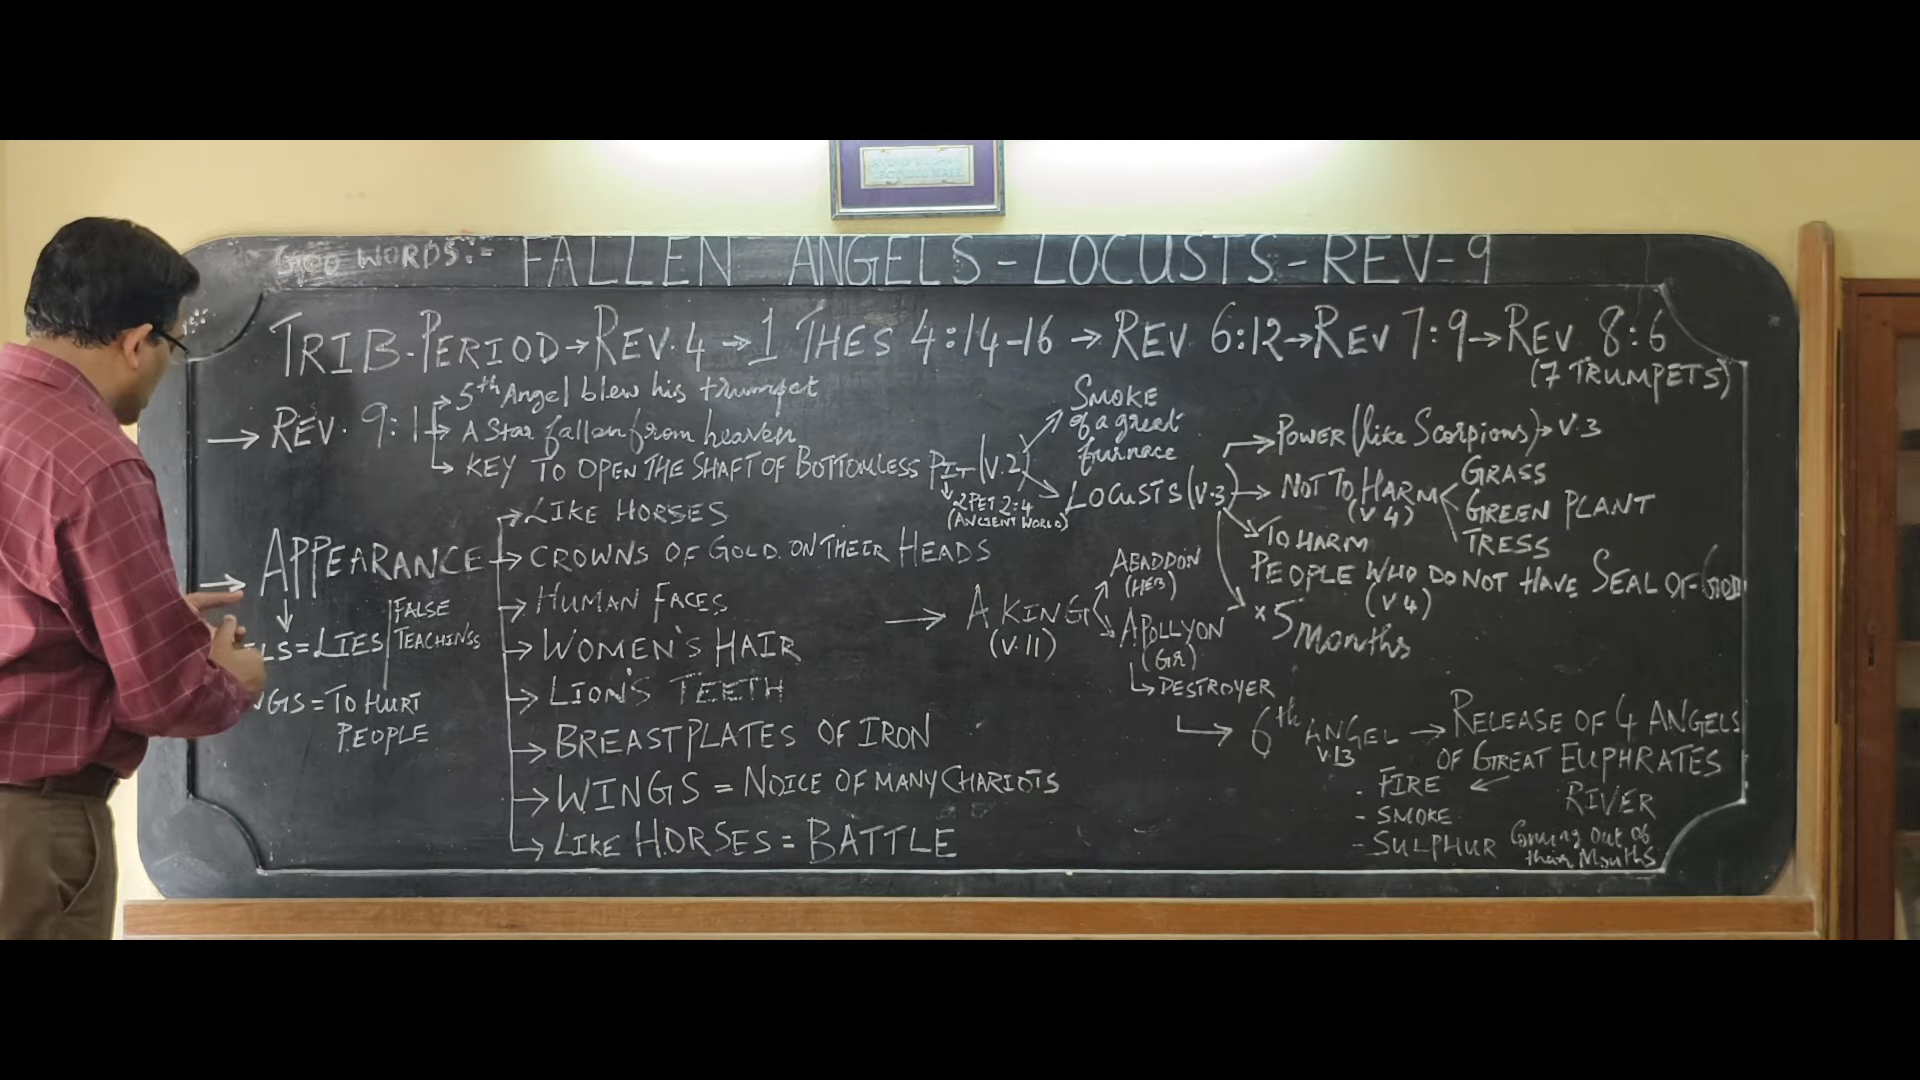 GOOD WORDS:- FALLEN ANGELS - LOCUSTS - REV-9
TRIB-PERIOD → REV. 4 → 1 THES 4:14-16 → REV 6:12 → REV 7:9 → REV 8:6
(7 TRUMPETS)
→ REV. 9:1
→ 5th Angel blew his trumpet
→ A Star fallen from heaven
→ KEY TO OPEN THE SHAFT OF BOTTOMLESS PIT (V.2)
2 PET 2:4
(ANCIENT WORLD)
SMOKE
of a great
furnace
LOCUSTS (V.3)
→ POWER (like Scorpions) → V.3
→ NOT TO HARM
(V 4)
GRASS
GREEN PLANT
TRESS
TO HARM
PEOPLE WHO DO NOT HAVE SEAL OF GOD
(V 4)
× 5 Months
→ APPEARANCE
LS = LIES
FALSE
TEACHINSS
NGS = TO HURT
PEOPLE
→ LIKE HORSES
→ CROWNS OF GOLD. ON THEIR HEADS
→ HUMAN FACES
→ WOMEN'S HAIR
→ LION'S TEETH
→ BREASTPLATES OF IRON
→ WINGS = NOICE OF MANY CHARIOTS
→ LIKE HORSES = BATTLE
→ A KING
(V.11)
ABADDON
(HEB)
APOLLYON
(GR)
DESTROYER
→ 6th ANGEL → RELEASE OF 4 ANGELS
V.13
OF GREAT EUPHRATES
RIVER
- FIRE
- SMOKE
- SULPHUR Coming out of
their Mouths